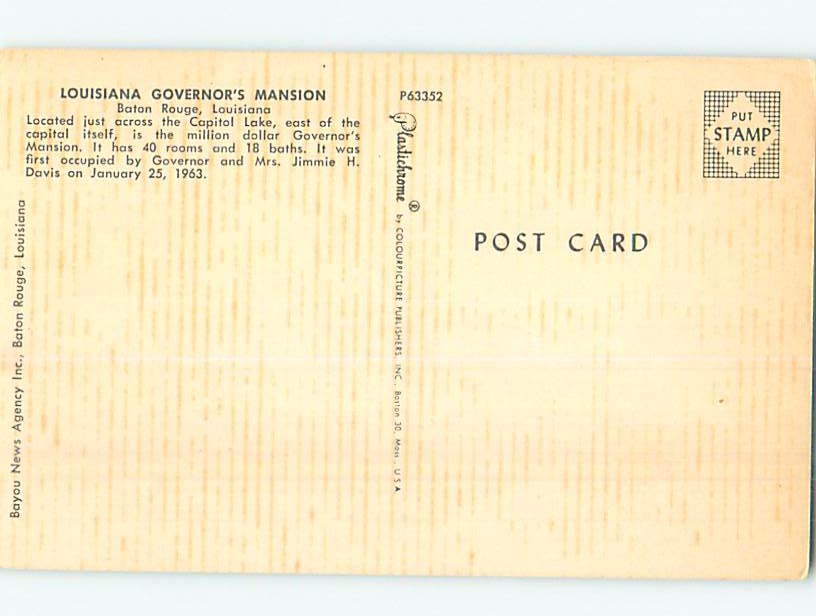 LOUISIANA GOVERNOR'S MANSION
Baton Rouge, Louisiana
Located just across the Capitol Lake, east of the
capital itself, is the million dollar Governor's
Mansion. It has 40 rooms and 18 baths. It was
first occupied by Governor and Mrs. Jimmie H.
Davis on January 25, 1963.
Bayou News Agency Inc., Baton Rouge, Louisiana
P63352
Plastichrome ® by COLOURPICTURE PUBLISHERS, INC., Boston 30, Mass., U.S.A.
POST CARD
PUT
STAMP
HERE